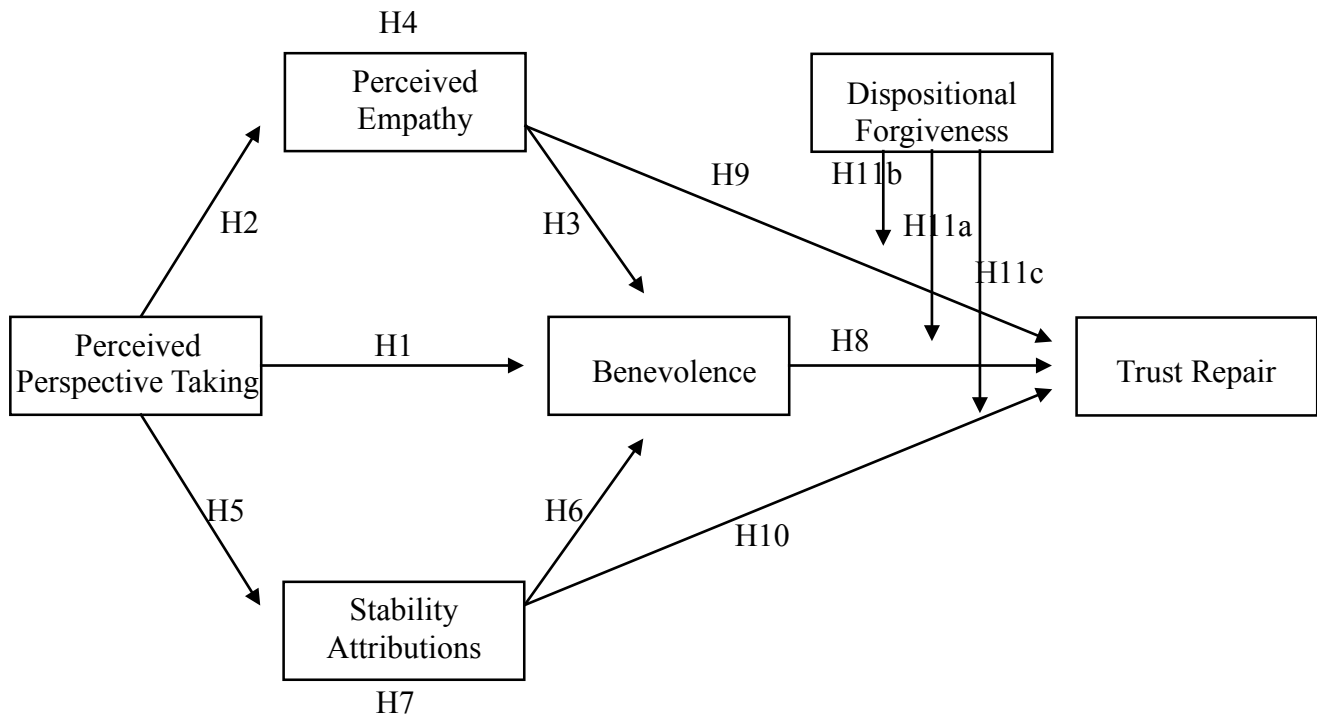 H4
Perceived
Empathy
Dispositional
Forgiveness
H9
H11b
H2
H3
H11a
H11c
Perceived
Perspective Taking
H1
Benevolence
H8
Trust Repair
H5
H6
H10
Stability
Attributions
H7